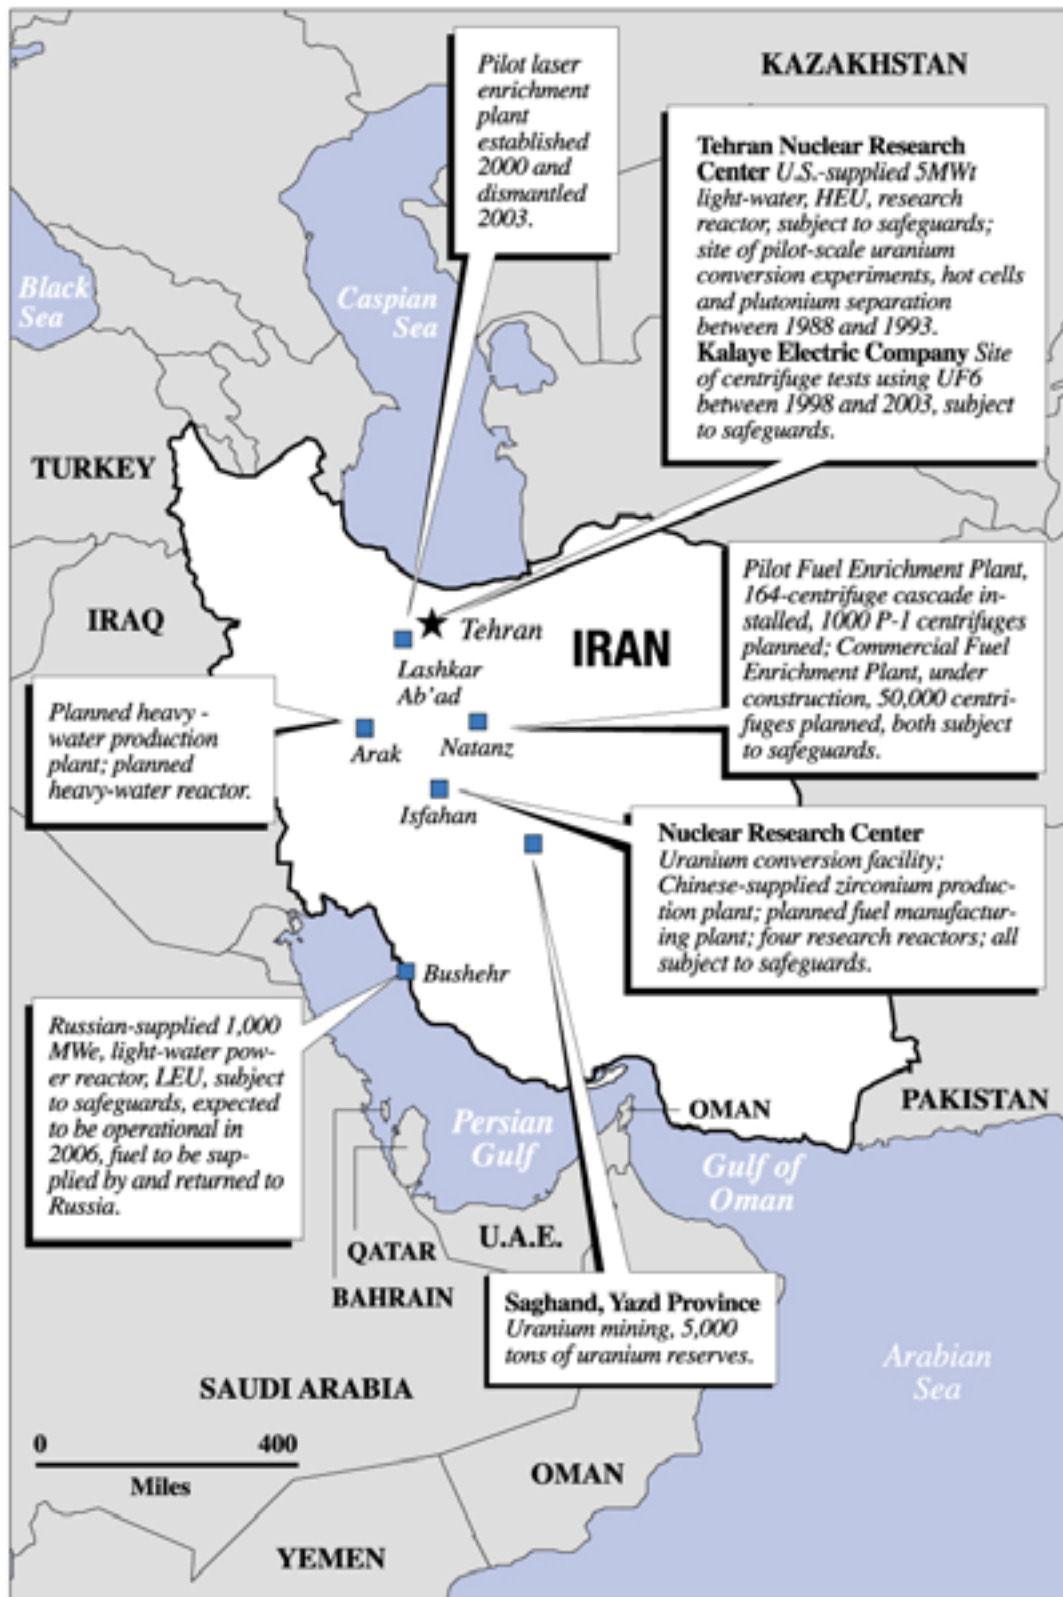 KAZAKHSTAN
Pilot laser
enrichment
plant
established
2000 and
dismantled
2003.
Tehran Nuclear Research
Center U.S.-supplied 5MWt
light-water, HEU, research
reactor, subject to safeguards;
site of pilot-scale uranium
conversion experiments, hot cells
and plutonium separation
between 1988 and 1993.
Kalaye Electric Company Site
of centrifuge tests using UF6
between 1998 and 2003, subject
to safeguards.
Black
Sea
Caspian
Sea
TURKEY
IRAQ
Tehran
IRAN
Lashkar
Ab'ad
Pilot Fuel Enrichment Plant,
164-centrifuge cascade in-
stalled, 1000 P-1 centrifuges
planned; Commercial Fuel
Enrichment Plant, under
construction, 50,000 centri-
fuges planned, both subject
to safeguards.
Planned heavy -
water production
plant; planned
heavy-water reactor.
Arak
Natanz
Isfahan
Nuclear Research Center
Uranium conversion facility;
Chinese-supplied zirconium produc-
tion plant; planned fuel manufactur-
ing plant; four research reactors; all
subject to safeguards.
Bushehr
Russian-supplied 1,000
MWe, light-water pow-
er reactor, LEU, subject
to safeguards, expected
to be operational in
2006, fuel to be sup-
plied by and returned to
Russia.
Persian
Gulf
OMAN
PAKISTAN
Gulf of
Oman
U.A.E.
QATAR
BAHRAIN
Saghand, Yazd Province
Uranium mining, 5,000
tons of uranium reserves.
Arabian
Sea
SAUDI ARABIA
0 400
Miles
OMAN
YEMEN